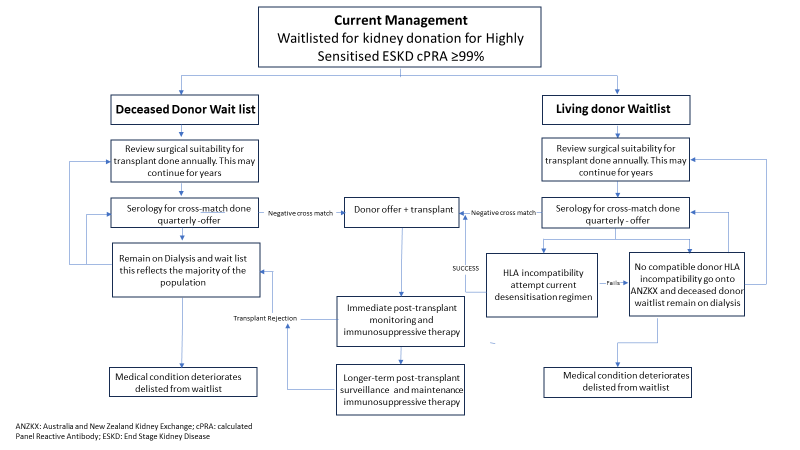 Current Management
Waitlisted for kidney donation for Highly
Sensitised ESKD cPRA ≥99%
Deceased Donor Wait list
Living donor Waitlist
Review surgical suitability for
transplant done annually. This may
continue for years
Review surgical suitability for
transplant done annually. This may
continue for years
Serology for cross-match done
quarterly -offer
Negative cross match
Donor offer + transplant
Negative cross match
Serology for cross-match done
quarterly - offer
Remain on Dialysis and wait list
this reflects the majority of the
population
SUCCESS
HLA incompatibility
attempt current
desensitisation regimen
Fails
No compatible donor HLA
incompatibility go onto
ANZKX and deceased donor
waitlist remain on dialysis
Transplant Rejection
Immediate post-transplant
monitoring and
immunosuppressive therapy
Medical condition deteriorates
delisted from waitlist
Longer-term post-transplant
surveillance and maintenance
immunosuppressive therapy
Medical condition deteriorates
delisted from waitlist
ANZKX: Australia and New Zealand Kidney Exchange; cPRA: calculated
Panel Reactive Antibody; ESKD: End Stage Kidney Disease